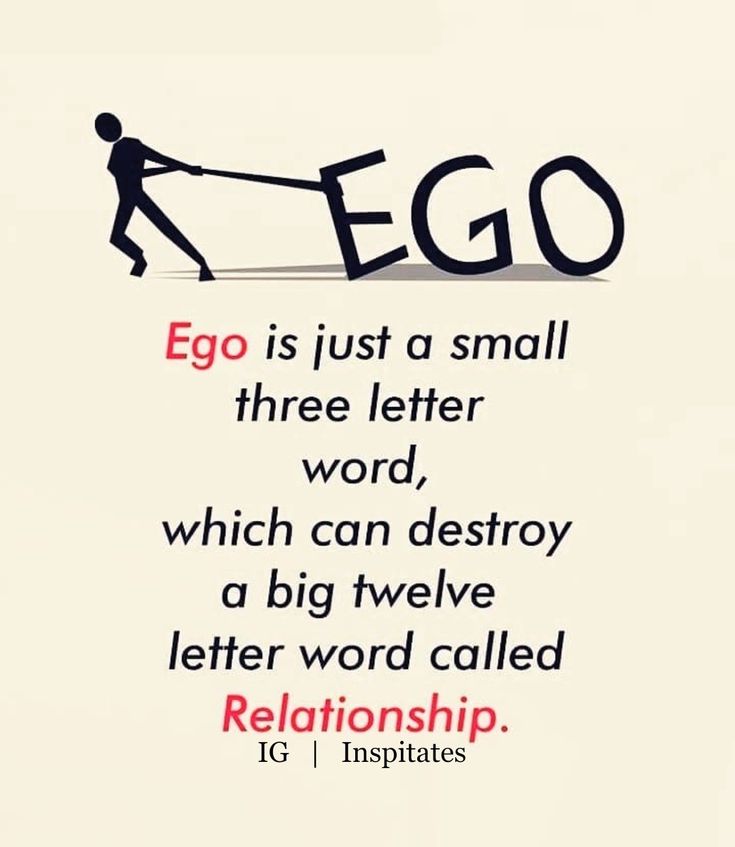 EGO
Ego is just a small
three letter
word,
which can destroy
a big twelve
letter word called
Relationship.
IG | Inspitates